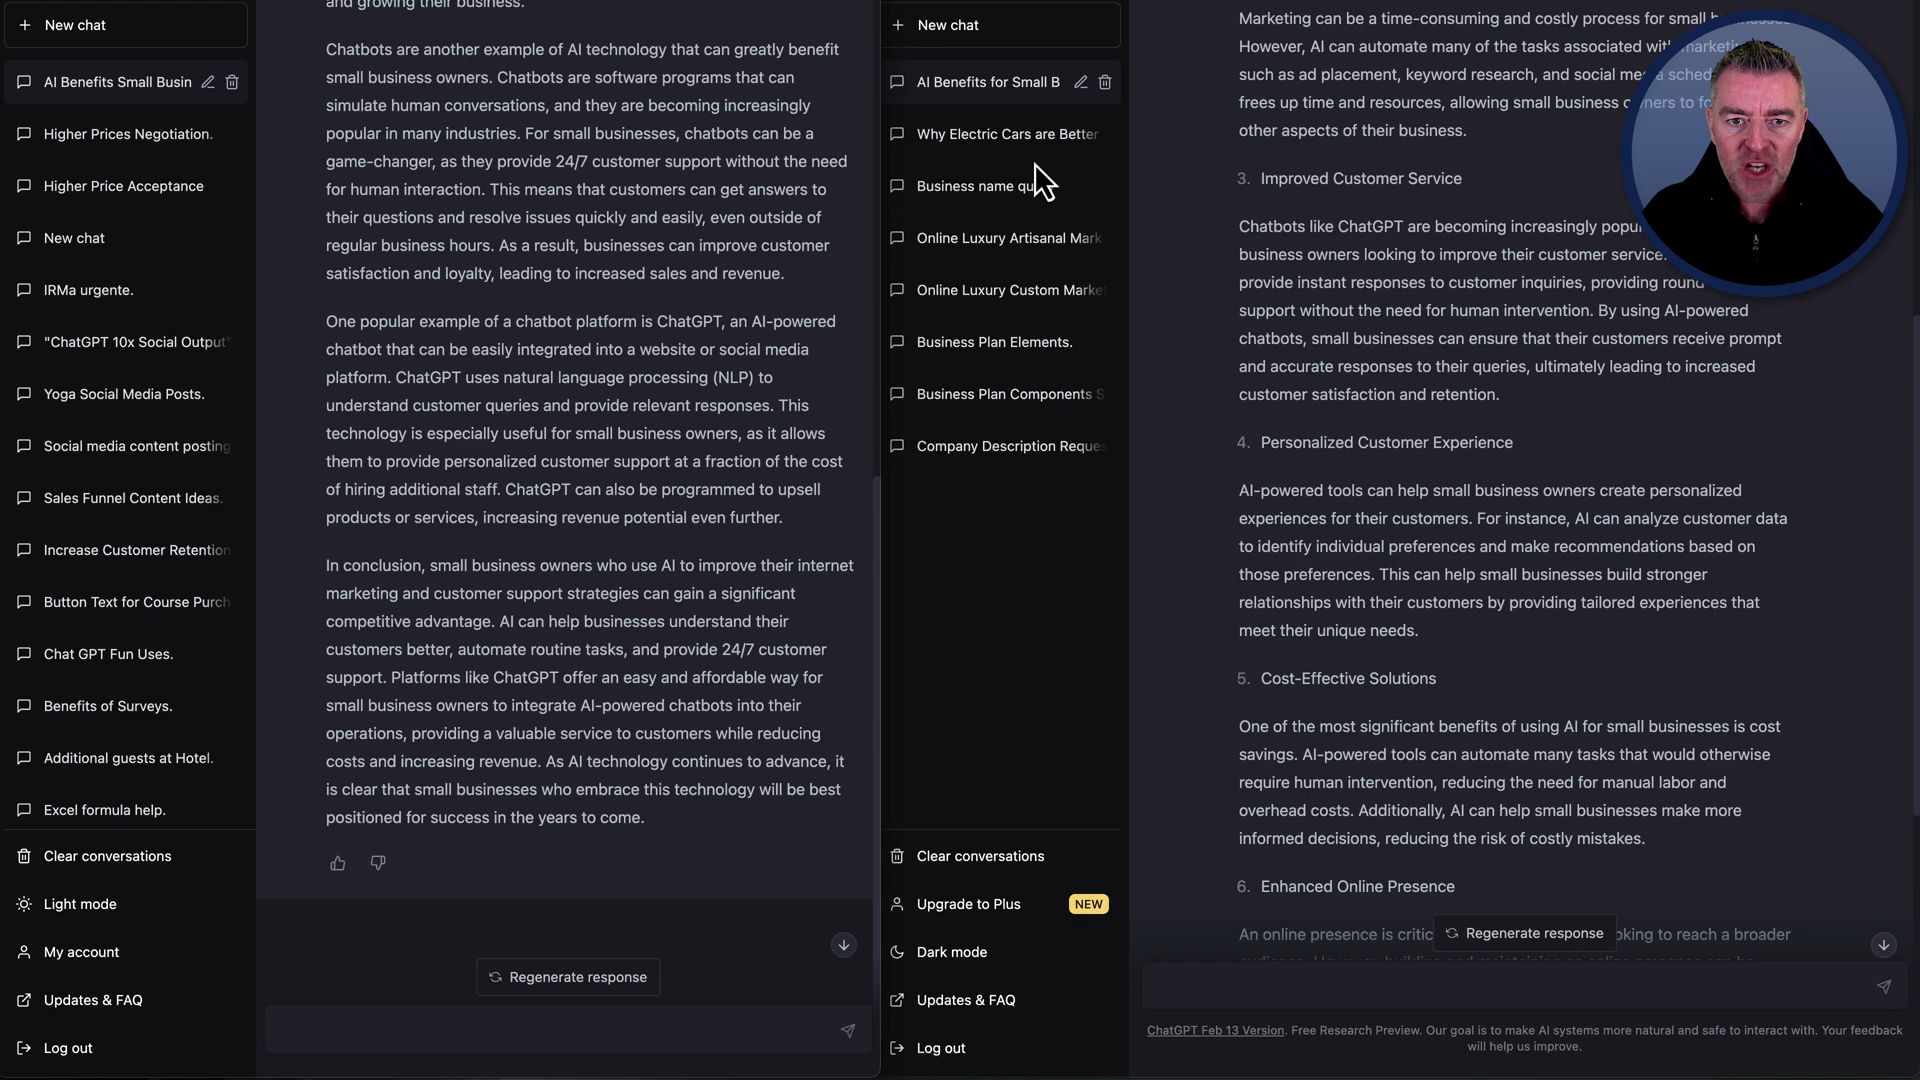 New chat
AI Benefits Small Busin
Higher Prices Negotiation.
Higher Price Acceptance
New chat
IRMa urgente.
"ChatGPT 10x Social Output"
Yoga Social Media Posts.
Social media content posting
Sales Funnel Content Ideas.
Increase Customer Retention
Button Text for Course Purch
Chat GPT Fun Uses.
Benefits of Surveys.
Additional guests at Hotel.
Excel formula help.
Clear conversations
Light mode
My account
Updates & FAQ
Log out
and growing their business.
Chatbots are another example of AI technology that can greatly benefit
small business owners. Chatbots are software programs that can
simulate human conversations, and they are becoming increasingly
popular in many industries. For small businesses, chatbots can be a
game-changer, as they provide 24/7 customer support without the need
for human interaction. This means that customers can get answers to
their questions and resolve issues quickly and easily, even outside of
regular business hours. As a result, businesses can improve customer
satisfaction and loyalty, leading to increased sales and revenue.
One popular example of a chatbot platform is ChatGPT, an AI-powered
chatbot that can be easily integrated into a website or social media
platform. ChatGPT uses natural language processing (NLP) to
understand customer queries and provide relevant responses. This
technology is especially useful for small business owners, as it allows
them to provide personalized customer support at a fraction of the cost
of hiring additional staff. ChatGPT can also be programmed to upsell
products or services, increasing revenue potential even further.
In conclusion, small business owners who use AI to improve their internet
marketing and customer support strategies can gain a significant
competitive advantage. AI can help businesses understand their
customers better, automate routine tasks, and provide 24/7 customer
support. Platforms like ChatGPT offer an easy and affordable way for
small business owners to integrate AI-powered chatbots into their
operations, providing a valuable service to customers while reducing
costs and increasing revenue. As AI technology continues to advance, it
is clear that small businesses who embrace this technology will be best
positioned for success in the years to come.
Regenerate response
New chat
AI Benefits for Small B
Why Electric Cars are Better
Business name qu
Online Luxury Artisanal Mark
Online Luxury Custom Marke
Business Plan Elements.
Business Plan Components S
Company Description Reques
Clear conversations
Upgrade to Plus NEW
Dark mode
Updates & FAQ
Log out
Marketing can be a time-consuming and costly process for small
However, AI can automate many of the tasks associated with
such as ad placement, keyword research, and social
frees up time and resources, allowing small business
other aspects of their business.
3. Improved Customer Service
Chatbots like ChatGPT are becoming increasingly
business owners looking to improve their customer service.
provide instant responses to customer inquiries, providing round
support without the need for human intervention. By using AI-powered
chatbots, small businesses can ensure that their customers receive prompt
and accurate responses to their queries, ultimately leading to increased
customer satisfaction and retention.
4. Personalized Customer Experience
AI-powered tools can help small business owners create personalized
experiences for their customers. For instance, AI can analyze customer data
to identify individual preferences and make recommendations based on
those preferences. This can help small businesses build stronger
relationships with their customers by providing tailored experiences that
meet their unique needs.
5. Cost-Effective Solutions
One of the most significant benefits of using AI for small businesses is cost
savings. AI-powered tools can automate many tasks that would otherwise
require human intervention, reducing the need for manual labor and
overhead costs. Additionally, AI can help small businesses make more
informed decisions, reducing the risk of costly mistakes.
6. Enhanced Online Presence
An online presence is critic Regenerate response oking to reach a broader
ChatGPT Feb 13 Version. Free Research Preview. Our goal is to make AI systems more natural and safe to interact with. Your feedback
will help us improve.